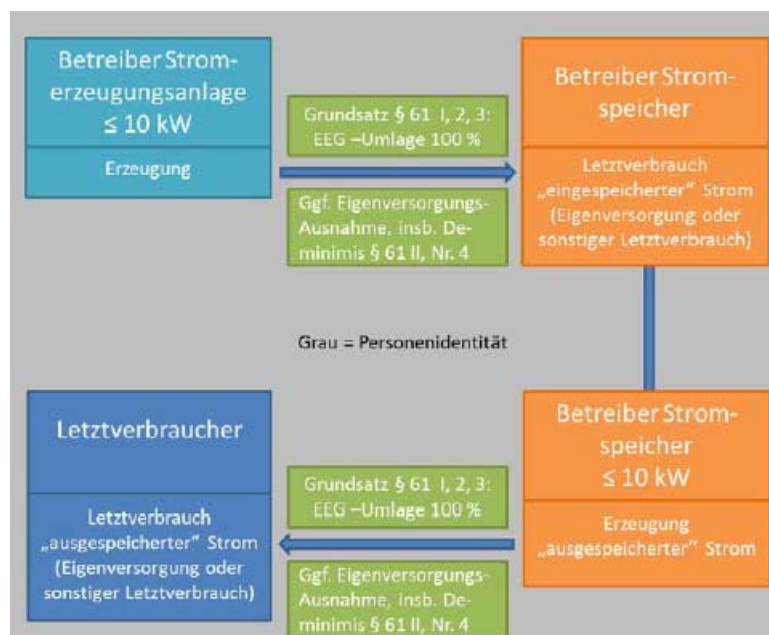 Betreiber Strom-
erzeugungsanlage
≤ 10 kW
Erzeugung
Grundsatz § 61 I, 2, 3:
EEG –Umlage 100 %
Ggf. Eigenversorgungs-
Ausnahme, insb. De-
minimis § 61 II, Nr. 4
Betreiber Strom-
speicher
Letztverbrauch
„eingespeicherter“ Strom
(Eigenversorgung oder
sonstiger Letztverbrauch)
Grau = Personenidentität
Letztverbraucher
Letztverbrauch
„ausgespeicherter“ Strom
(Eigenversorgung oder
sonstiger Letztverbrauch)
Grundsatz § 61 I, 2, 3:
EEG –Umlage 100 %
Ggf. Eigenversorgungs-
Ausnahme, insb. De-
minimis § 61 II, Nr. 4
Betreiber Strom-
speicher
≤ 10 kW
Erzeugung
„ausgespeicherter“ Strom